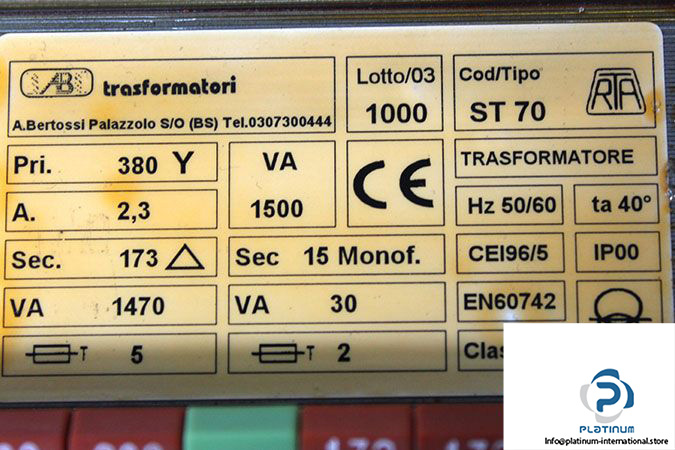 AB trasformatori
A.Bertossi Palazzolo S/O (BS) Tel.0307300444
Lotto/03
1000
Cod/Tipo
ST 70
RTA
Pri. 380 Y
VA
1500
CE
TRASFORMATORE
A. 2,3
Hz 50/60
ta 40°
Sec. 173 △
Sec 15 Monof.
CEI96/5
IP00
VA 1470
VA 30
EN60742
T 5
T 2
PLATINUM
Info@platinum-international.store